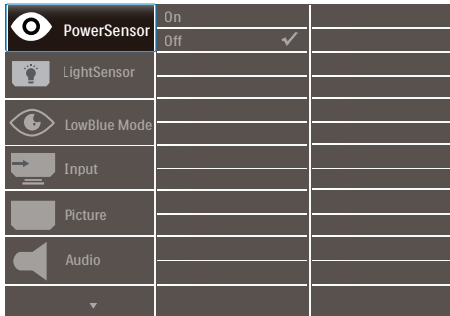 PowerSensor
On
Off
LightSensor
LowBlue Mode
Input
Picture
Audio